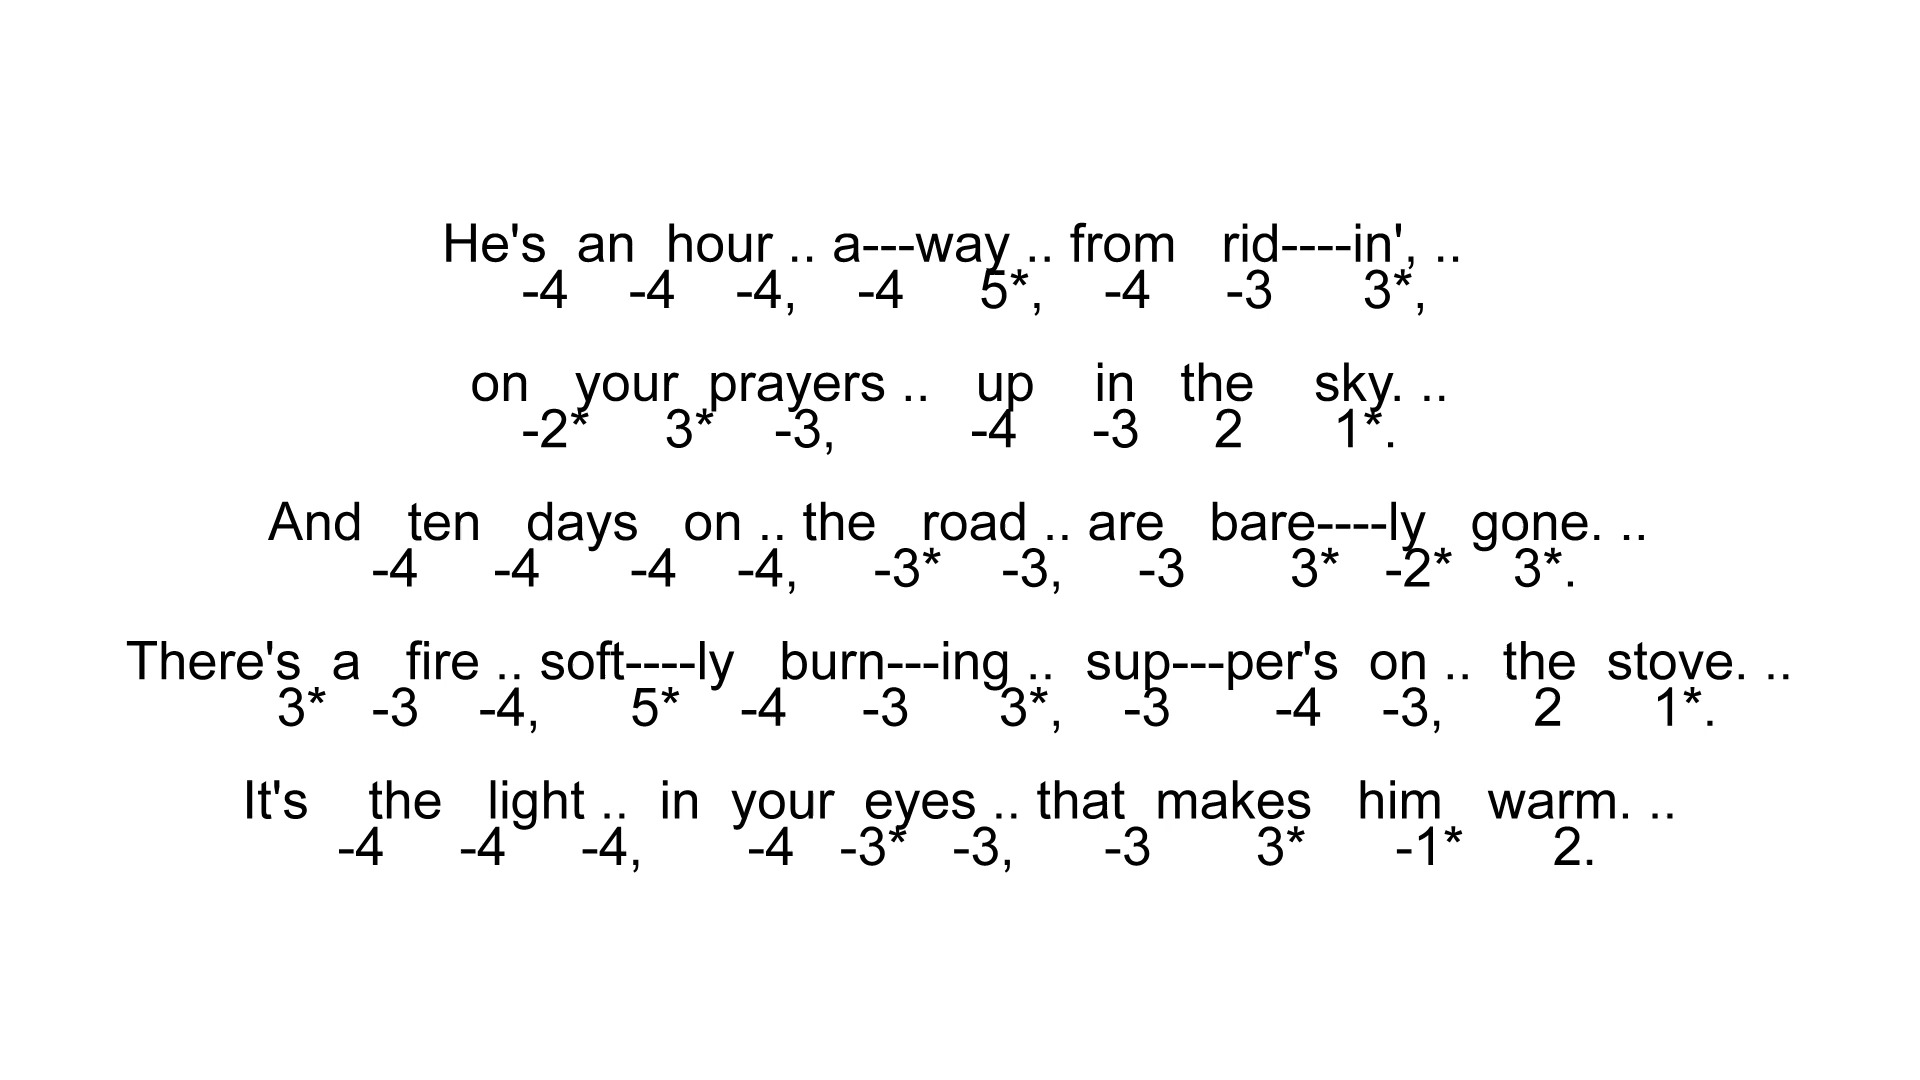 He's an hour .. a---way .. from rid----in', ..
-4 -4 -4, -4 5*, -4 -3 3*,
on your prayers .. up in the sky. ..
-2* 3* -3, -4 -3 2 1*.
And ten days on .. the road .. are bare----ly gone. ..
-4 -4 -4 -4, -3* -3, -3 3* -2* 3*.
There's a fire .. soft----ly burn---ing .. sup---per's on .. the stove. ..
3* -3 -4, 5* -4 -3 3*, -3 -4 -3, 2 1*.
It's the light .. in your eyes .. that makes him warm. ..
-4 -4 -4, -4 -3* -3, -3 3* -1* 2.